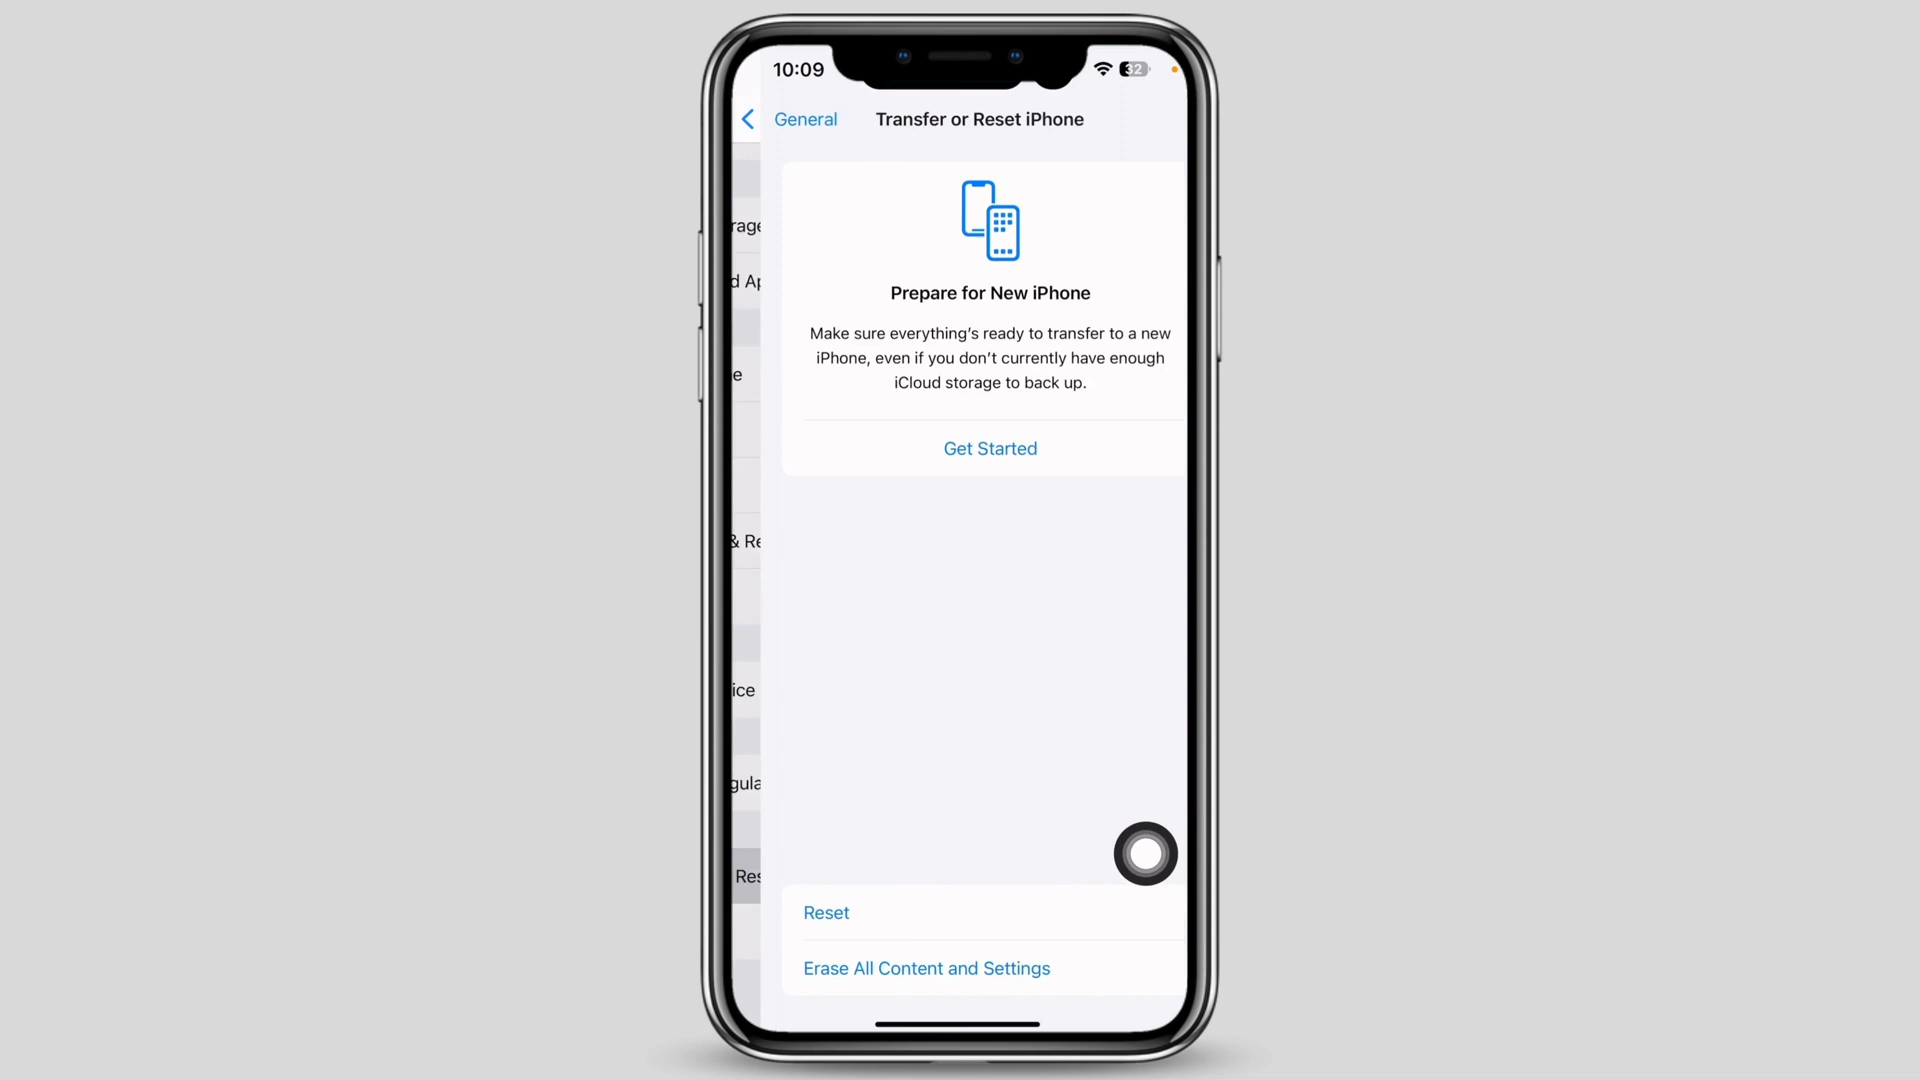 10:09
32
General
Transfer or Reset iPhone
rage
d Ap
Prepare for New iPhone
Make sure everything's ready to transfer to a new
iPhone, even if you don't currently have enough
iCloud storage to back up.
e
Get Started
& Re
ice
gula
Res
Reset
Erase All Content and Settings